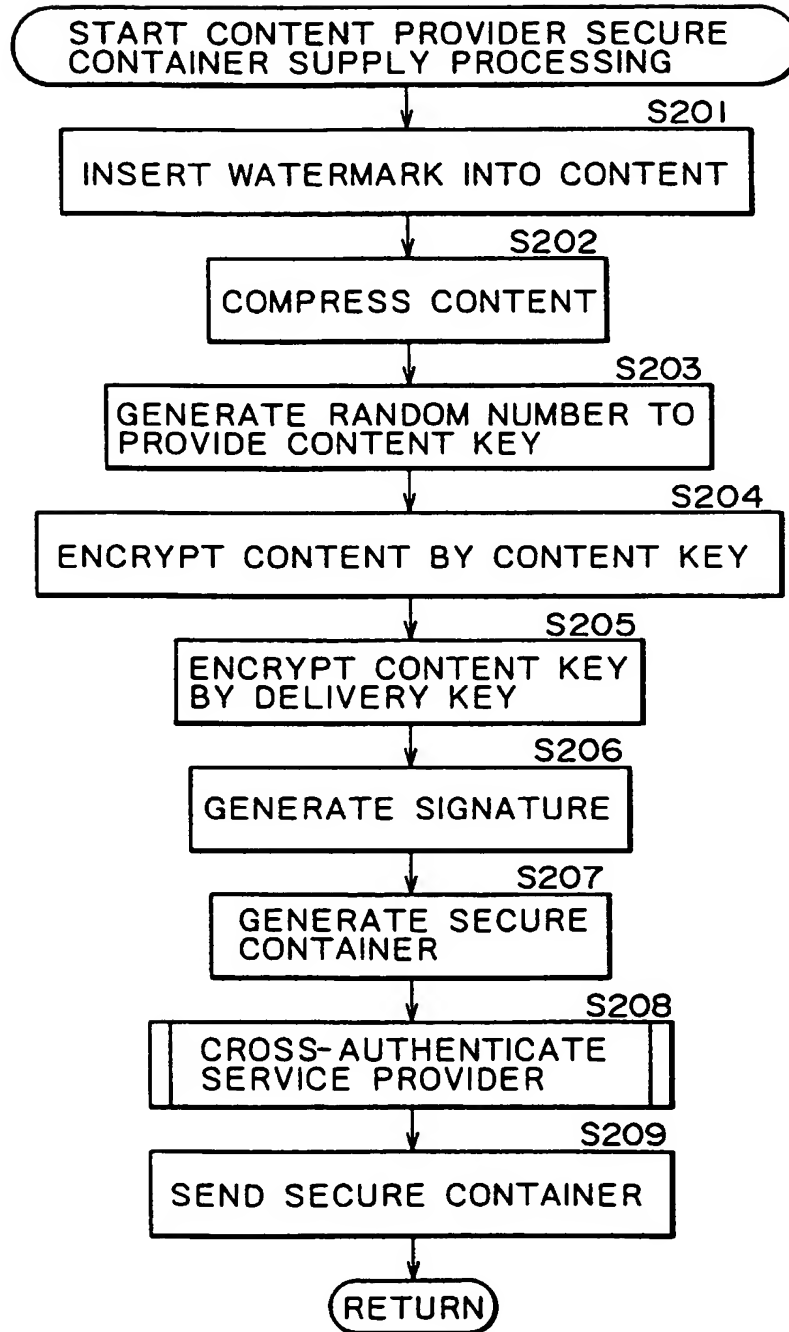 START CONTENT PROVIDER SECURE
CONTAINER SUPPLY PROCESSING
S201
INSERT WATERMARK INTO CONTENT
S202
COMPRESS CONTENT
S203
GENERATE RANDOM NUMBER TO
PROVIDE CONTENT KEY
S204
ENCRYPT CONTENT BY CONTENT KEY
S205
ENCRYPT CONTENT KEY
BY DELIVERY KEY
S206
GENERATE SIGNATURE
S207
GENERATE SECURE
CONTAINER
S208
CROSS-AUTHENTICATE
SERVICE PROVIDER
S209
SEND SECURE CONTAINER
RETURN